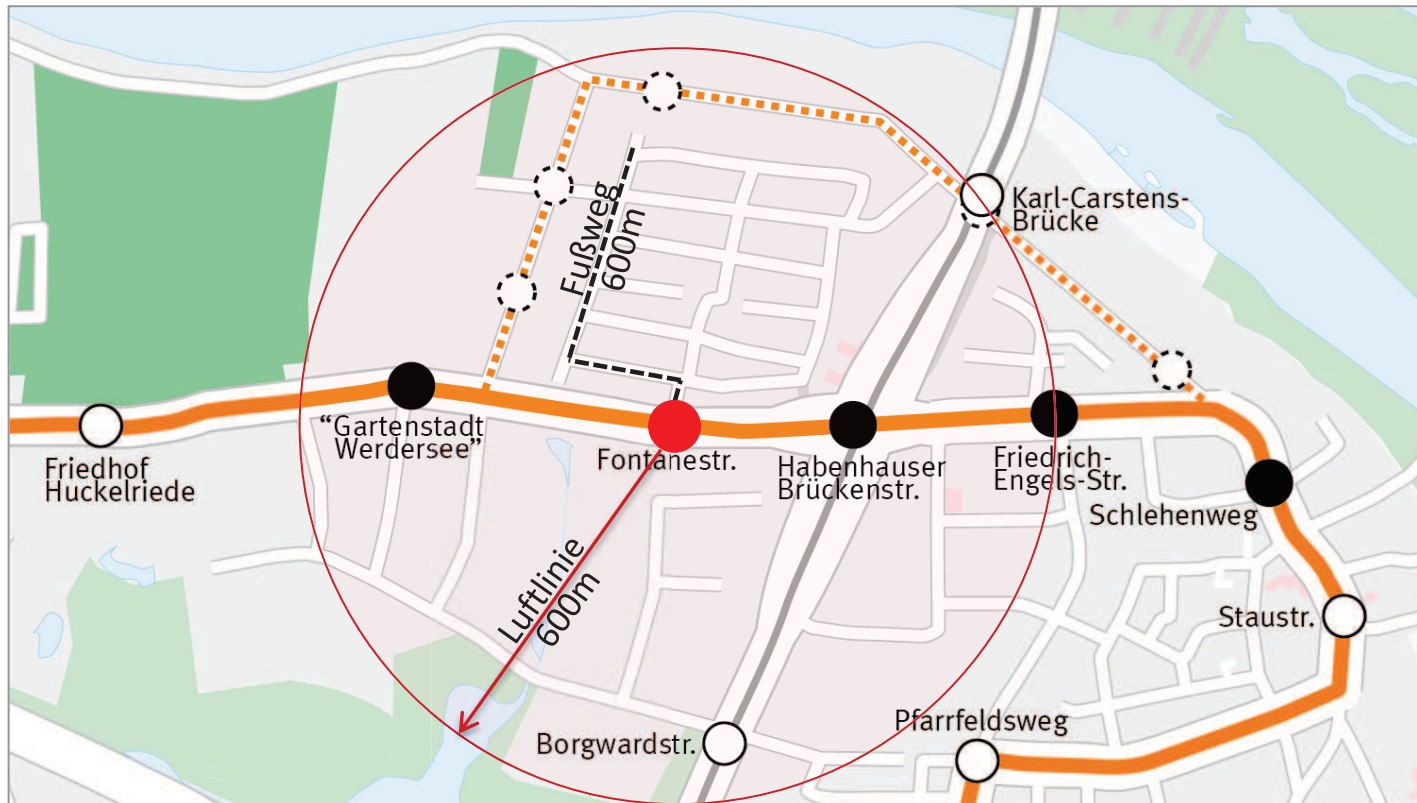 Karl-Carstens-
Brücke
Fußweg
600m
“Gartenstadt
Werdersee”
Friedhof
Huckelriede
Fontanestr.
Habenhauser
Brückenstr.
Friedrich-
Engels-Str.
Schlehenweg
Luftlinie
600m
Staustr.
Pfarrfeldsweg
Borgwardstr.